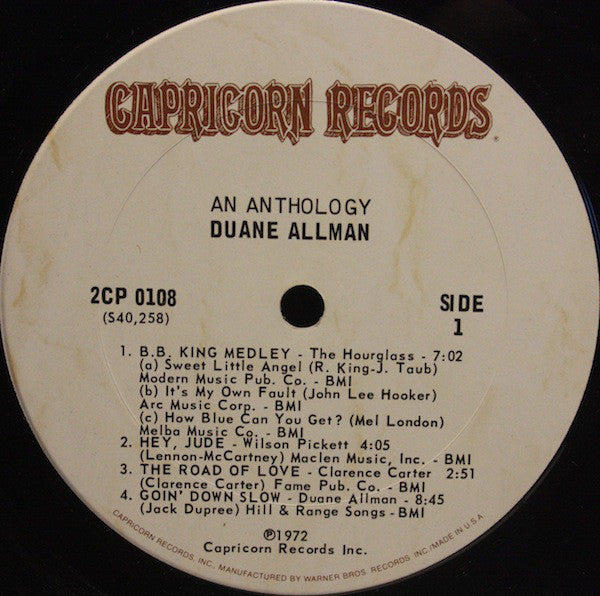 CAPRICORN RECORDS®
AN ANTHOLOGY
DUANE ALLMAN
2CP 0108
(S40,258)
SIDE
1
1. B.B. KING MEDLEY - The Hourglass - 7:02
(a) Sweet Little Angel (R. King-J. Taub)
Modern Music Pub. Co. - BMI
(b) It's My Own Fault (John Lee Hooker)
Arc Music Corp. - BMI
(c) How Blue Can You Get? (Mel London)
Melba Music Co. - BMI
2. HEY, JUDE - Wilson Pickett 4:05
(Lennon-McCartney) Maclen Music, Inc. - BMI
3. THE ROAD OF LOVE - Clarence Carter 2:51
(Clarence Carter) Fame Pub. Co. - BMI
4. GOIN' DOWN SLOW - Duane Allman - 8:45
(Jack Dupree) Hill & Range Songs - BMI
℗1972
Capricorn Records Inc.
CAPRICORN RECORDS, INC., MANUFACTURED BY WARNER BROS. RECORDS INC./MADE IN U.S.A.